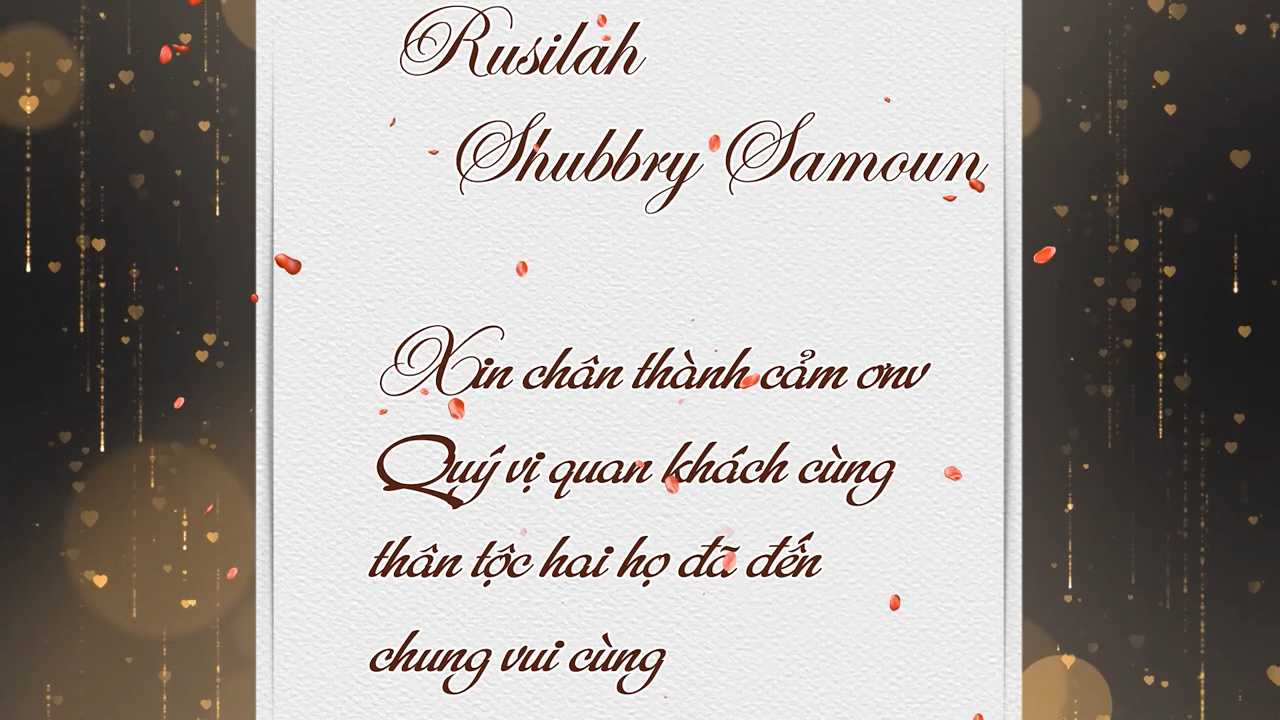 Rusilah
Shubbry Samoun
Xin chân thành cảm ơnv
Quý vị quan khách cùng
thân tộc hai họ đã đến
chung vui cùng